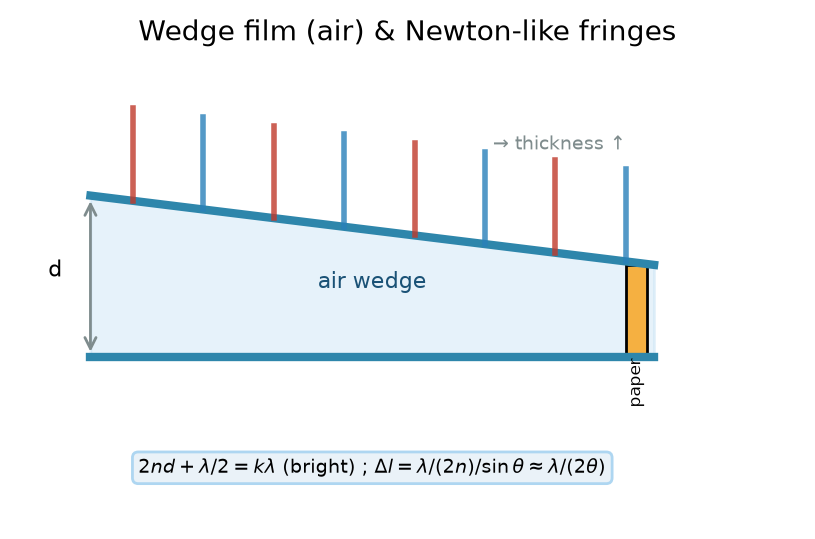 Wedge film (air) & Newton-like fringes
→ thickness ↑
d
air wedge
paper
2nd + λ/2 = kλ (bright) ; Δl = λ/(2n)/sin θ ≈ λ/(2θ)